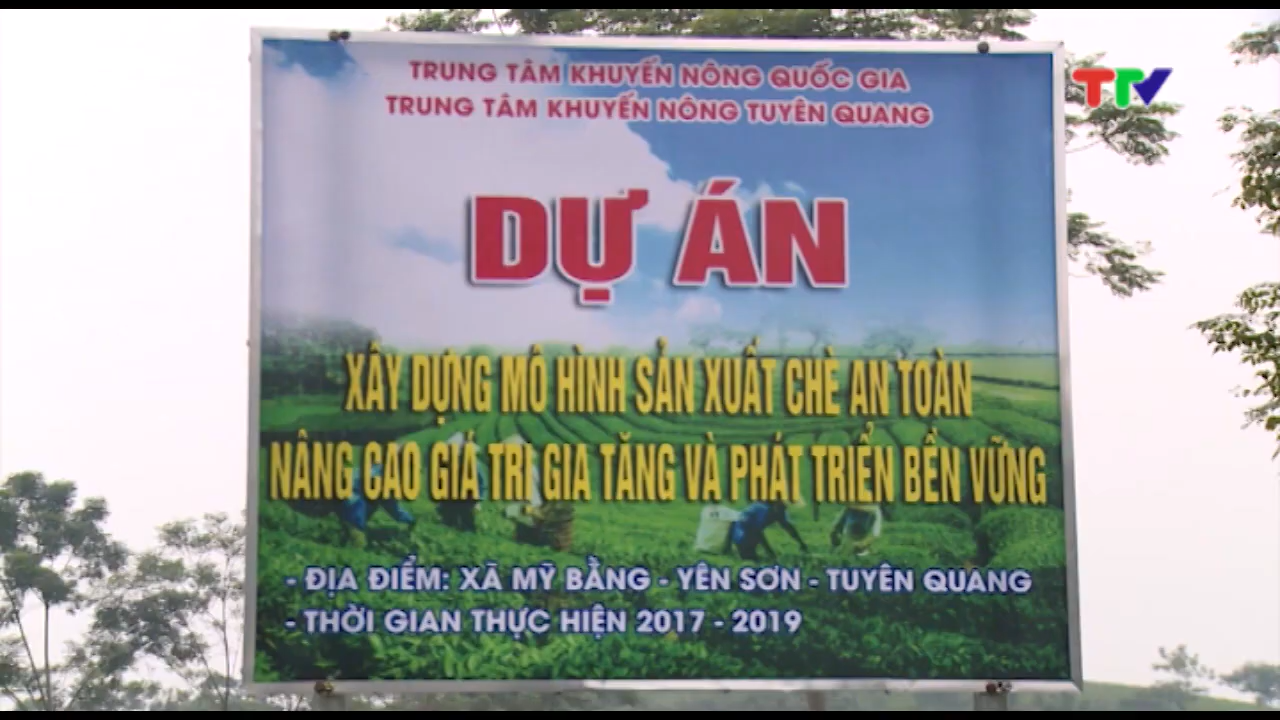 TRUNG TÂM KHUYẾN NÔNG QUỐC GIA
TTV
TRUNG TÂM KHUYẾN NÔNG TUYÊN QUANG
DỰ ÁN
XÂY DỰNG MÔ HÌNH SẢN XUẤT CHÈ AN TOÀN
NÂNG CAO GIÁ TRỊ GIA TĂNG VÀ PHÁT TRIỂN BỀN VỮNG
- ĐỊA ĐIỂM: XÃ MỸ BẰNG - YÊN SƠN - TUYÊN QUANG
- THỜI GIAN THỰC HIỆN 2017 - 2019